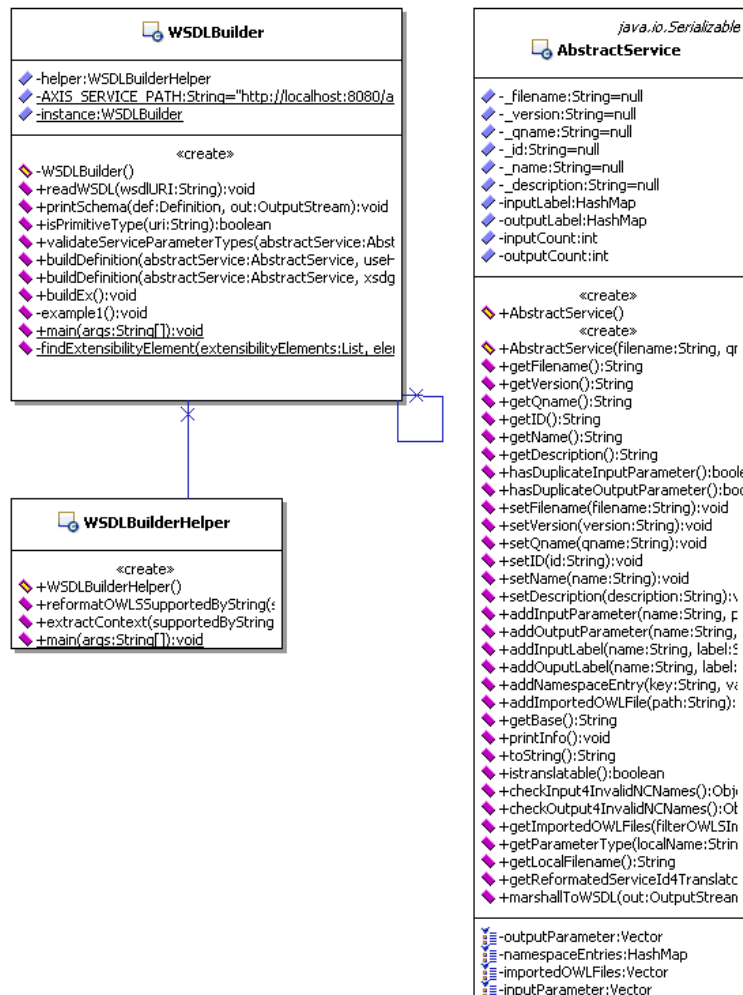 WSDLBuilder
-helper:WSDLBuilderHelper
-AXIS_SERVICE_PATH:String="http://localhost:8080/a
-instance:WSDLBuilder
«create»
-WSDLBuilder()
+readWSDL(wsdlURI:String):void
+printSchema(def:Definition, out:OutputStream):void
+isPrimitiveType(uri:String):boolean
+validateServiceParameterTypes(abstractService:Abst
+buildDefinition(abstractService:AbstractService, useH
+buildDefinition(abstractService:AbstractService, xsdg
+buildEx():void
-example1():void
+main(args:String[]):void
-findExtensibilityElement(extensibilityElements:List, elei
WSDLBuilderHelper
«create»
+WSDLBuilderHelper()
+reformatOWLSSupportedByString(s
+extractContext(supportedByString
+main(args:String[]):void
java.io.Serializable
AbstractService
-_filename:String=null
-_version:String=null
-_qname:String=null
-_id:String=null
-_name:String=null
-_description:String=null
-inputLabel:HashMap
-outputLabel:HashMap
-inputCount:int
-outputCount:int
«create»
+AbstractService()
«create»
+AbstractService(filename:String, qr
+getFilename():String
+getVersion():String
+getQname():String
+getID():String
+getName():String
+getDescription():String
+hasDuplicateInputParameter():boole
+hasDuplicateOutputParameter():boo
+setFilename(filename:String):void
+setVersion(version:String):void
+setQname(qname:String):void
+setID(id:String):void
+setName(name:String):void
+setDescription(description:String):v
+addInputParameter(name:String, p
+addOutputParameter(name:String,
+addInputLabel(name:String, label:S
+addOuputLabel(name:String, label:
+addNamespaceEntry(key:String, va
+addImportedOWLFile(path:String):
+getBase():String
+printInfo():void
+toString():String
+istranslatable():boolean
+checkInput4InvalidNCNames():Obj
+checkOutput4InvalidNCNames():Ob
+getImportedOWLFiles(filterOWLSIn
+getParameterType(localName:Strin
+getLocalFilename():String
+getReformatedServiceId4Translato
+marshallToWSDL(out:OutputStrean
-outputParameter:Vector
-namespaceEntries:HashMap
-importedOWLFiles:Vector
-inputParameter:Vector